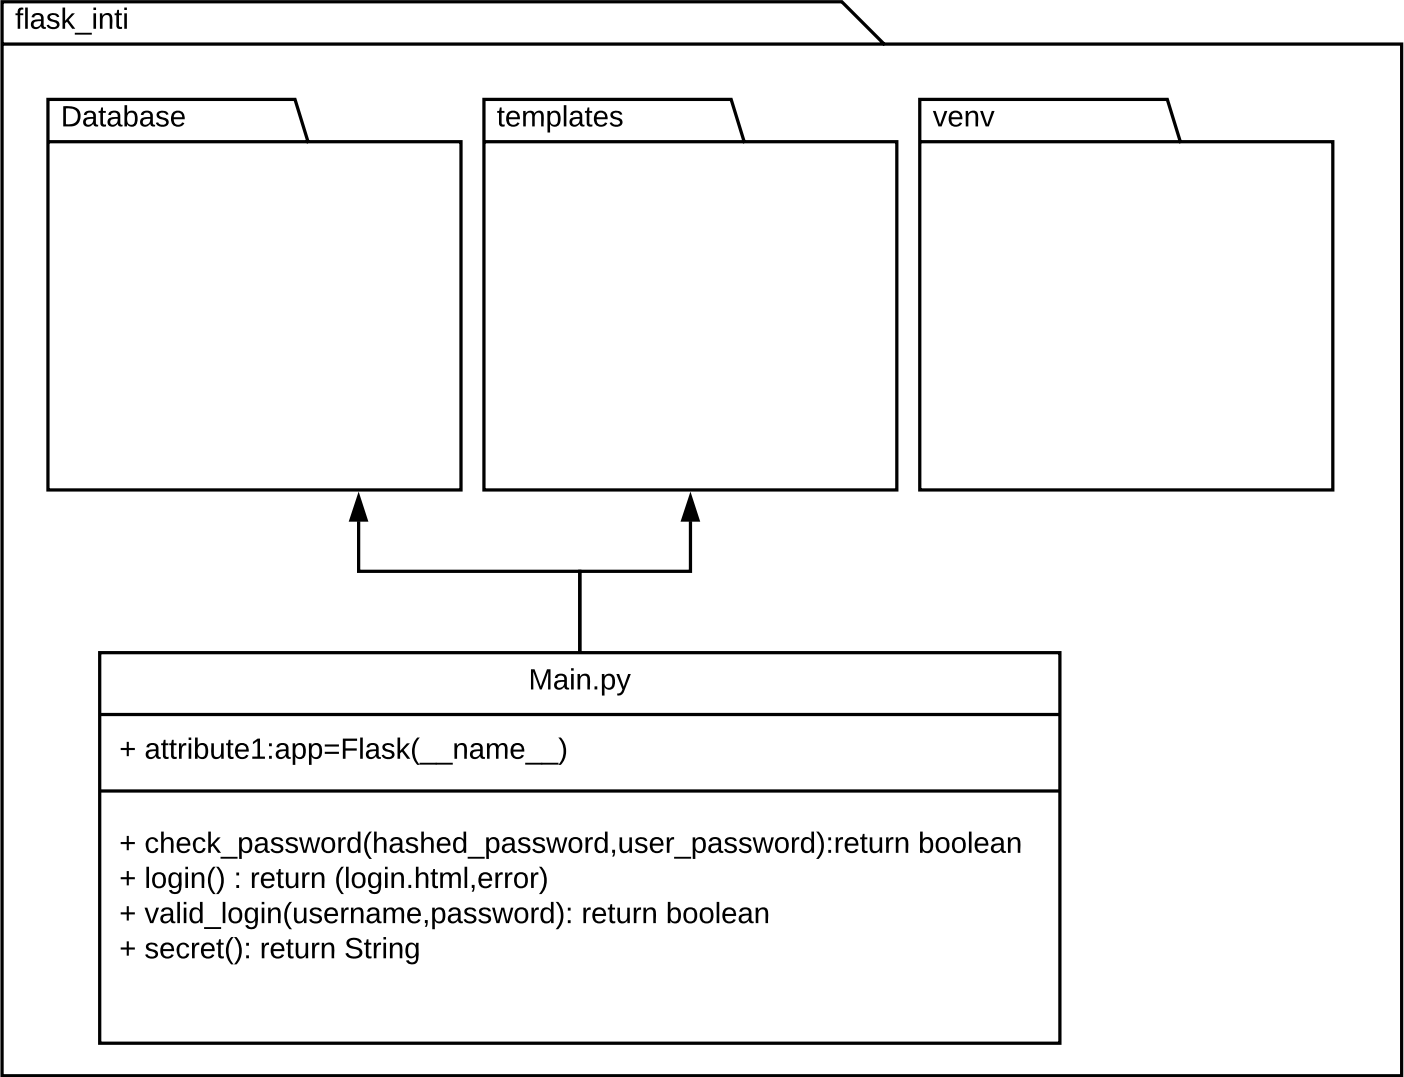 flask_inti
Database
templates
venv
Main.py
+ attribute1:app=Flask(__name__)
+ check_password(hashed_password,user_password):return boolean
+ login() : return (login.html,error)
+ valid_login(username,password): return boolean
+ secret(): return String